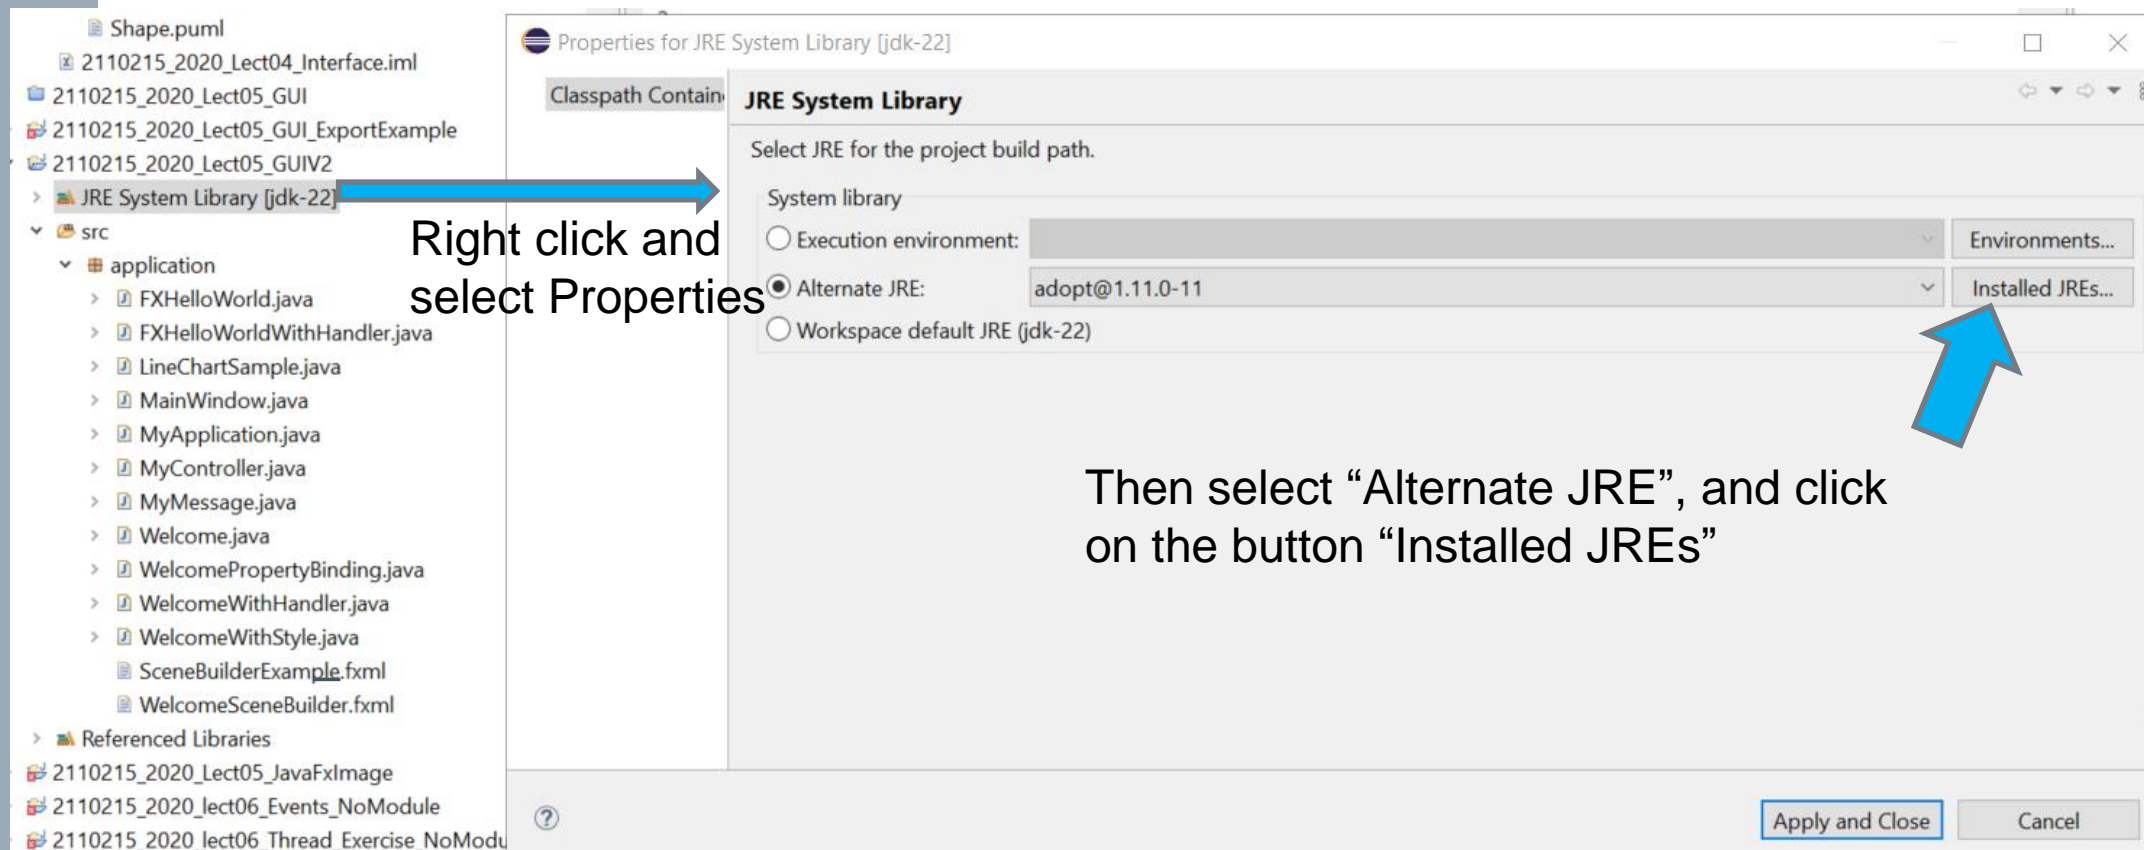 Shape.puml
2110215_2020_Lect04_Interface.iml
2110215_2020_Lect05_GUI
2110215_2020_Lect05_GUI_ExportExample
2110215_2020_Lect05_GUIV2
JRE System Library [jdk-22]
src
application
FXHelloWorld.java
FXHelloWorldWithHandler.java
LineChartSample.java
MainWindow.java
MyApplication.java
MyController.java
MyMessage.java
Welcome.java
WelcomePropertyBinding.java
WelcomeWithHandler.java
WelcomeWithStyle.java
SceneBuilderExample.fxml
WelcomeSceneBuilder.fxml
Referenced Libraries
2110215_2020_Lect05_JavaFxImage
2110215_2020_lect06_Events_NoModule
2110215_2020_lect06_Thread_Exercise_NoModu
Right click and
select Properties
Properties for JRE System Library [jdk-22]
Classpath Contain
JRE System Library
Select JRE for the project build path.
System library
Execution environment:
Environments...
Alternate JRE:
adopt@1.11.0-11
Installed JREs...
Workspace default JRE (jdk-22)
Then select “Alternate JRE”, and click
on the button “Installed JREs”
Apply and Close
Cancel